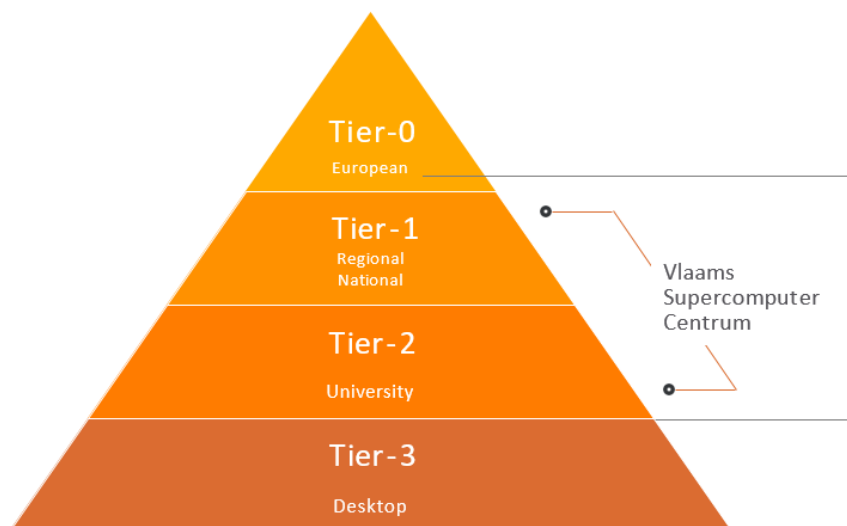 Tier-0
European
Tier-1
Regional
National
Tier-2
University
Tier-3
Desktop
Vlaams
Supercomputer
Centrum